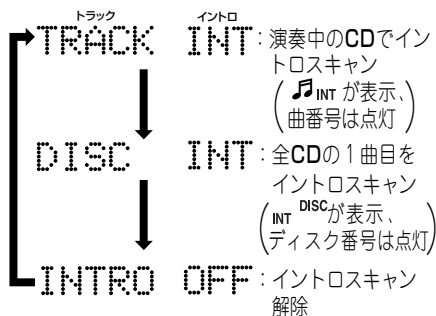 トラック イントロ
TRACK INT：演奏中のCDでイン
トロスキャン
( INT が表示、
曲番号は点灯 )
DISC INT：全CDの1曲目を
イントロスキャン
(INT DISCが表示、
ディスク番号は点灯)
INTRO OFF：イントロスキャン
解除